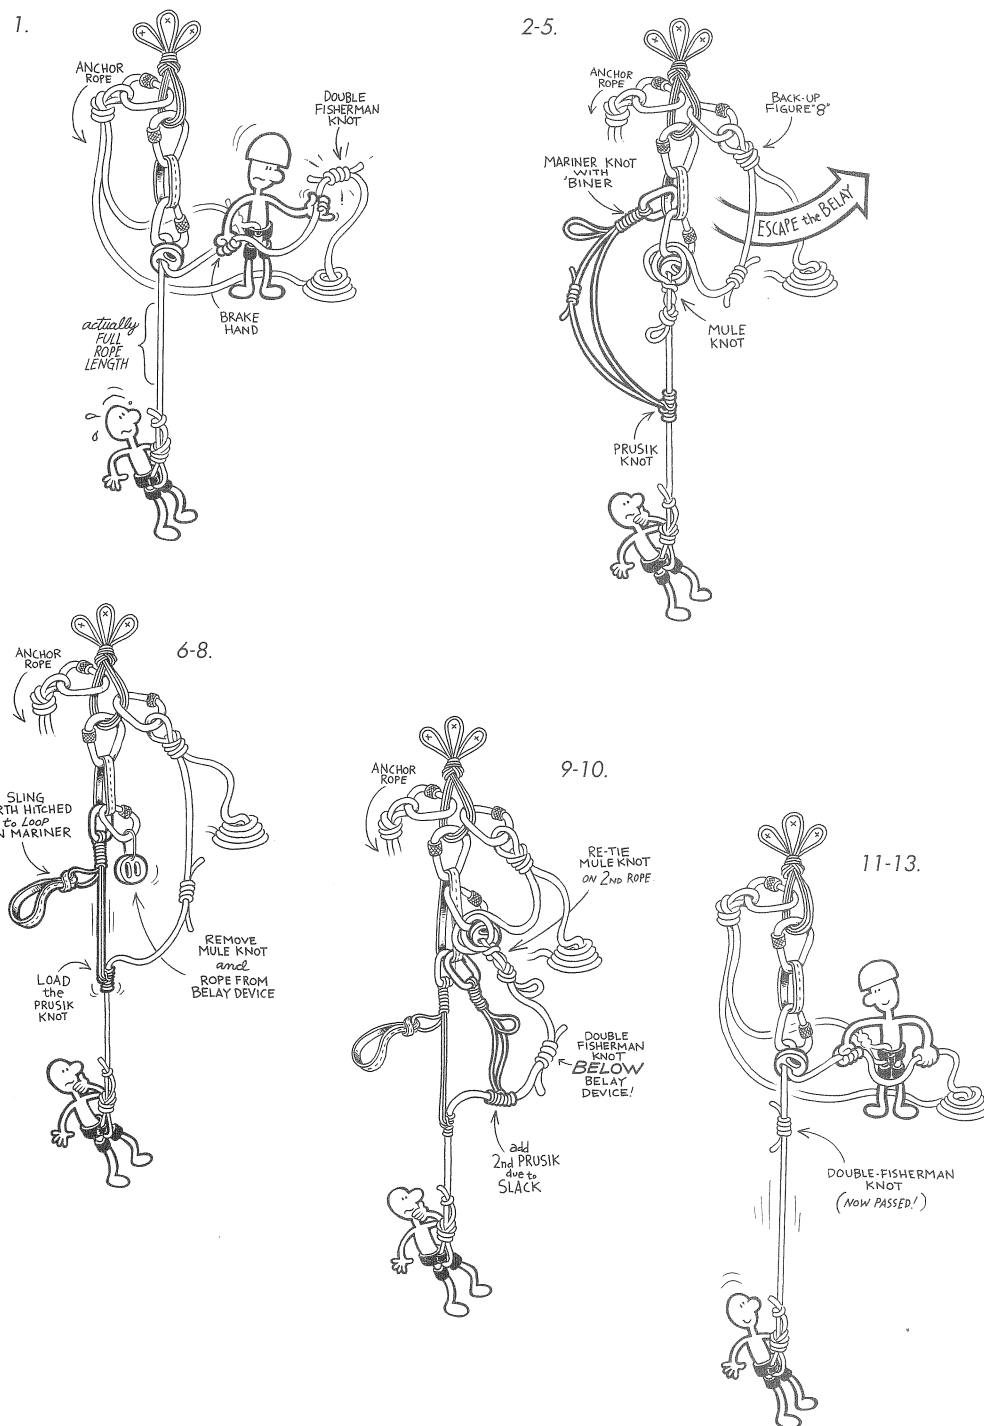 1.
ANCHOR
ROPE
DOUBLE
FISHERMAN
KNOT
BRAKE
HAND
actually
FULL
ROPE
LENGTH
2-5.
ANCHOR
ROPE
BACK-UP
FIGURE "8"
MARINER KNOT
WITH
'BINER
ESCAPE the BELAY
MULE
KNOT
PRUSIK
KNOT
6-8.
ANCHOR
ROPE
SLING
RTH HITCHED
to LOOP
N MARINER
LOAD
the
PRUSIK
KNOT
REMOVE
MULE KNOT
and
ROPE FROM
BELAY DEVICE
9-10.
ANCHOR
ROPE
RE-TIE
MULE KNOT
ON 2ND ROPE
DOUBLE
FISHERMAN
KNOT
BELOW
BELAY
DEVICE!
add
2nd PRUSIK
due to
SLACK
11-13.
DOUBLE-FISHERMAN
KNOT
(NOW PASSED!)